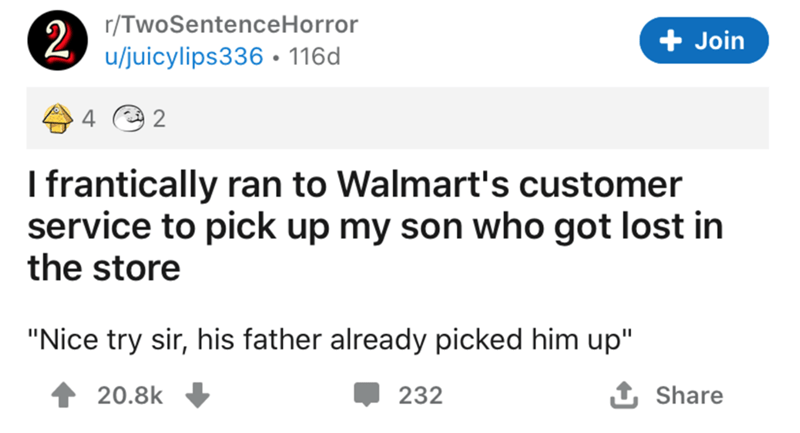 2 r/TwoSentenceHorror
u/juicylips336 • 116d
+ Join
4 2
I frantically ran to Walmart's customer
service to pick up my son who got lost in
the store
"Nice try sir, his father already picked him up"
20.8k 232 Share